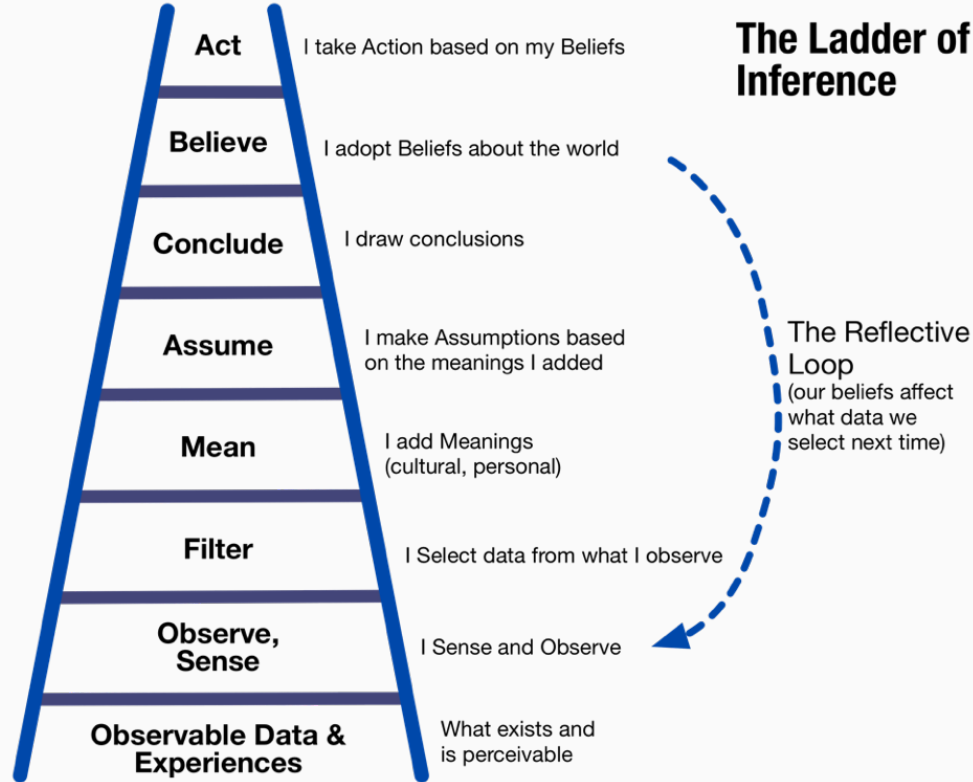 The Ladder of
Inference
Act
I take Action based on my Beliefs
Believe
I adopt Beliefs about the world
Conclude
I draw conclusions
Assume
I make Assumptions based
on the meanings I added
Mean
I add Meanings
(cultural, personal)
Filter
I Select data from what I observe
Observe,
Sense
I Sense and Observe
Observable Data &
Experiences
What exists and
is perceivable
The Reflective
Loop
(our beliefs affect
what data we
select next time)